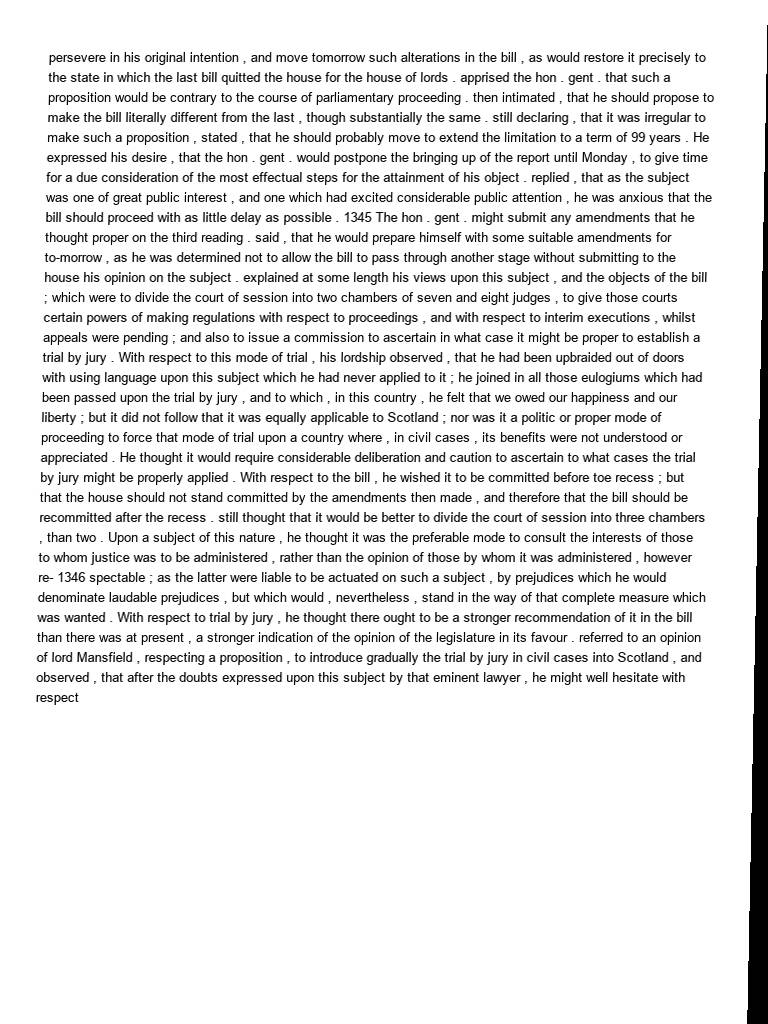 persevere in his original intention , and move tomorrow such alterations in the bill , as would restore it precisely to
the state in which the last bill quitted the house for the house of lords . apprised the hon . gent . that such a
proposition would be contrary to the course of parliamentary proceeding . then intimated , that he should propose to
make the bill literally different from the last , though substantially the same . still declaring , that it was irregular to
make such a proposition , stated , that he should probably move to extend the limitation to a term of 99 years . He
expressed his desire , that the hon . gent . would postpone the bringing up of the report until Monday , to give time
for a due consideration of the most effectual steps for the attainment of his object . replied , that as the subject
was one of great public interest , and one which had excited considerable public attention , he was anxious that the
bill should proceed with as little delay as possible . 1345 The hon . gent . might submit any amendments that he
thought proper on the third reading . said , that he would prepare himself with some suitable amendments for
to-morrow , as he was determined not to allow the bill to pass through another stage without submitting to the
house his opinion on the subject . explained at some length his views upon this subject , and the objects of the bill
; which were to divide the court of session into two chambers of seven and eight judges , to give those courts
certain powers of making regulations with respect to proceedings , and with respect to interim executions , whilst
appeals were pending ; and also to issue a commission to ascertain in what case it might be proper to establish a
trial by jury . With respect to this mode of trial , his lordship observed , that he had been upbraided out of doors
with using language upon this subject which he had never applied to it ; he joined in all those eulogiums which had
been passed upon the trial by jury , and to which , in this country , he felt that we owed our happiness and our
liberty ; but it did not follow that it was equally applicable to Scotland ; nor was it a politic or proper mode of
proceeding to force that mode of trial upon a country where , in civil cases , its benefits were not understood or
appreciated . He thought it would require considerable deliberation and caution to ascertain to what cases the trial
by jury might be properly applied . With respect to the bill , he wished it to be committed before toe recess ; but
that the house should not stand committed by the amendments then made , and therefore that the bill should be
recommitted after the recess . still thought that it would be better to divide the court of session into three chambers
, than two . Upon a subject of this nature , he thought it was the preferable mode to consult the interests of those
to whom justice was to be administered , rather than the opinion of those by whom it was administered , however
re- 1346 spectable ; as the latter were liable to be actuated on such a subject , by prejudices which he would
denominate laudable prejudices , but which would , nevertheless , stand in the way of that complete measure which
was wanted . With respect to trial by jury , he thought there ought to be a stronger recommendation of it in the bill
than there was at present , a stronger indication of the opinion of the legislature in its favour . referred to an opinion
of lord Mansfield , respecting a proposition , to introduce gradually the trial by jury in civil cases into Scotland , and
observed , that after the doubts expressed upon this subject by that eminent lawyer , he might well hesitate with
respect